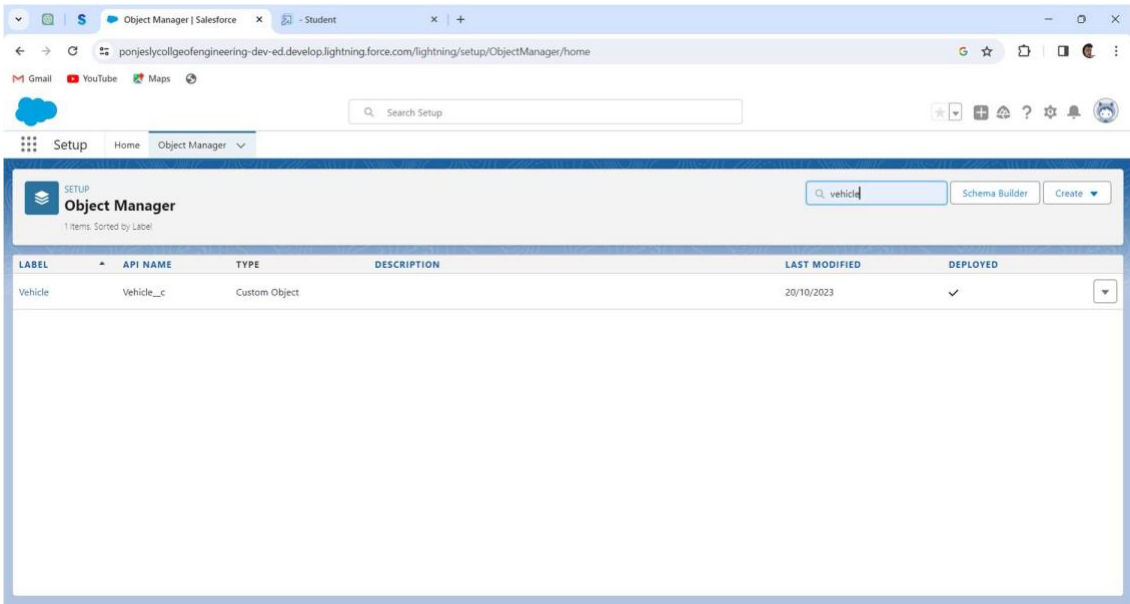 Object Manager | Salesforce
- Student
ponjeslycollgeofengineering-dev-ed.develop.lightning.force.com/lightning/setup/ObjectManager/home
Gmail YouTube Maps
Search Setup
Setup Home Object Manager
SETUP
Object Manager
1 Items. Sorted by Label
vehicle
Schema Builder
Create
LABEL API NAME TYPE DESCRIPTION LAST MODIFIED DEPLOYED
Vehicle Vehicle__c Custom Object 20/10/2023